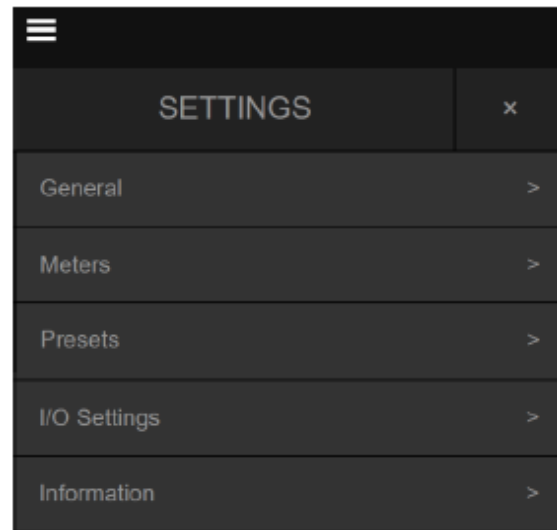 SETTINGS ×
General >
Meters >
Presets >
I/O Settings >
Information >